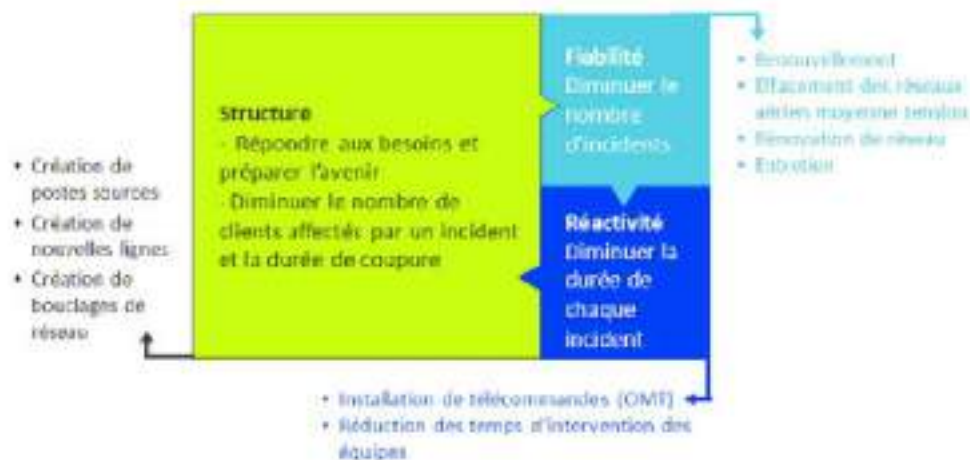 Structure
- Répondre aux besoins et
préparer l'avenir
- Diminuer le nombre de
clients affectés par un incident
et la durée de coupure
Fiabilité
Diminuer le
nombre
d'incidents
Réactivité
Diminuer la
durée de
chaque
incident
• Création de
postes sources
• Création de
nouvelles lignes
• Création de
bouclages de
réseau
• Renouvellement
• Effacement des réseaux
aérien moyenne tension
• Rénovation de réseau
• Entretien
• Installation de télécommandes (OMT)
• Réduction des temps d'intervention des
équipes